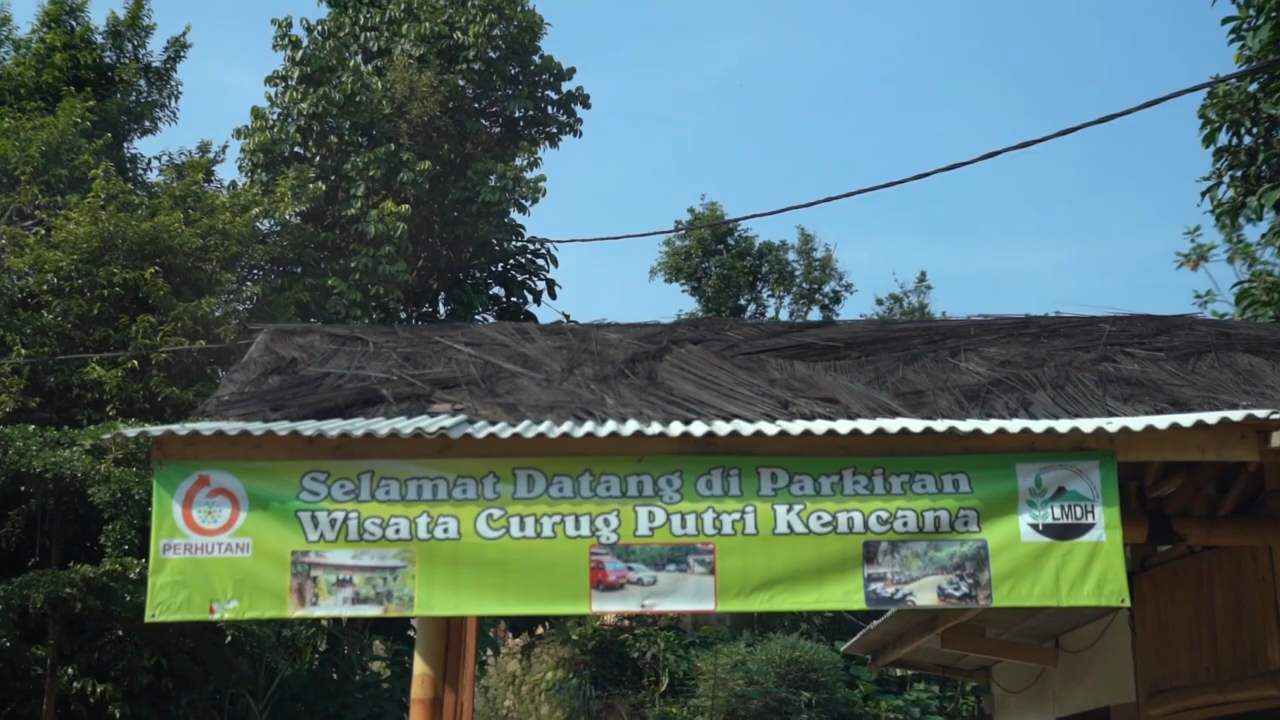 Selamat Datang di Parkiran
Wisata Curug Putri Kencana
PERHUTANI
LMDH